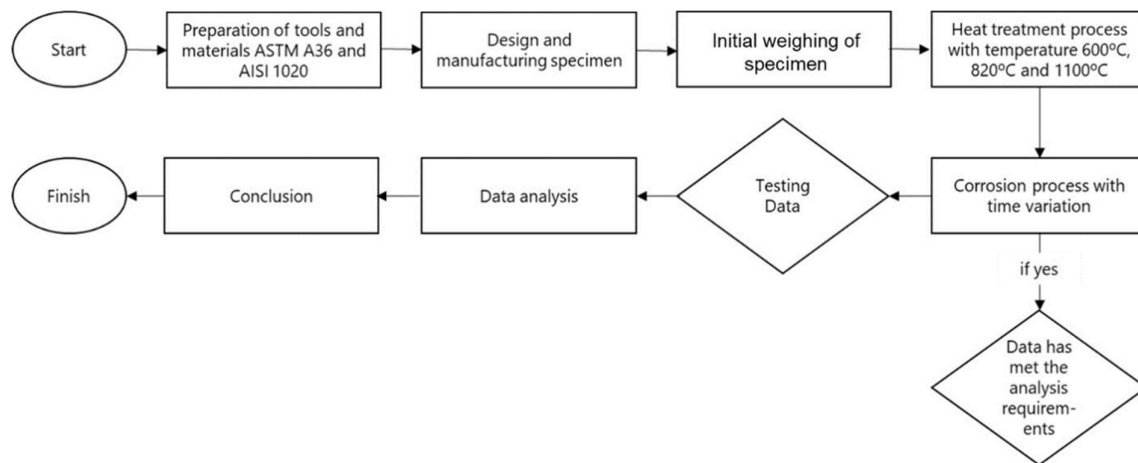 Start
Preparation of tools and
materials ASTM A36 and
AISI 1020
Design and
manufacturing specimen
Initial weighing of
specimen
Heat treatment process
with temperature 600ºC,
820ºC and 1100ºC
Corrosion process with
time variation
Testing
Data
Data analysis
Conclusion
Finish
if yes
Data has
met the
analysis
requirem-
ents